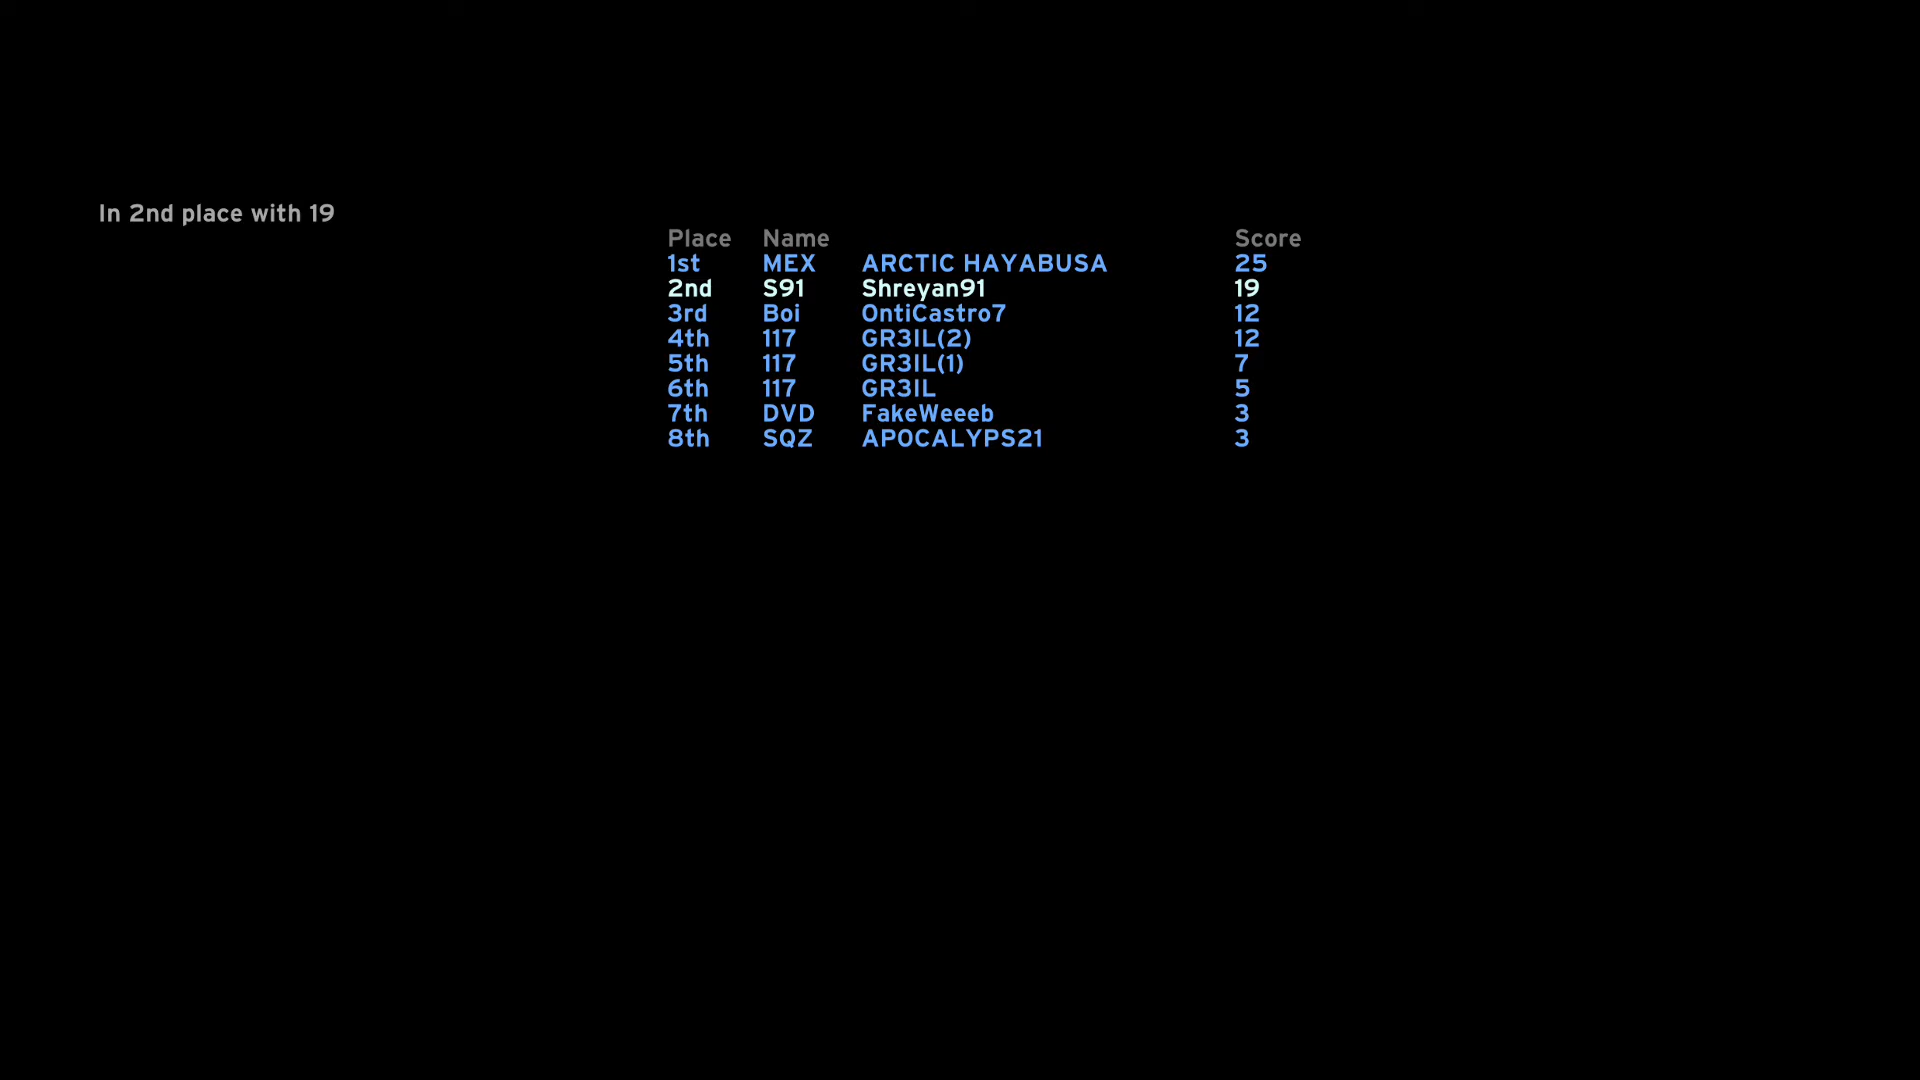 In 2nd place with 19
Place Name Score
1st MEX ARCTIC HAYABUSA 25
2nd S91 Shreyan91 19
3rd Boi OntiCastro7 12
4th 117 GR3IL(2) 12
5th 117 GR3IL(1) 7
6th 117 GR3IL 5
7th DVD FakeWeeeb 3
8th SQZ APOCALYPS21 3